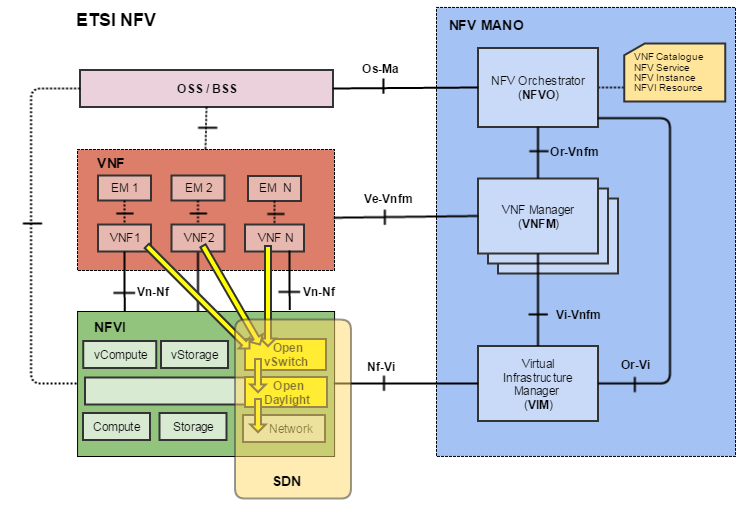 ETSI NFV
NFV MANO
Os-Ma
OSS / BSS
NFV Orchestrator
(NFVO)
VNF Catalogue
NFV Service
NFV Instance
NFVI Resource
Or-Vnfm
VNF
EM 1
EM 2
EM N
VNF1
VNF2
VNF N
Ve-Vnfm
VNF Manager
(VNFM)
Vn-Nf
Vn-Nf
Vi-Vnfm
NFVI
vCompute
vStorage
Open
vSwitch
Open
Daylight
Compute
Storage
Network
SDN
Nf-Vi
Virtual
Infrastructure
Manager
(VIM)
Or-Vi